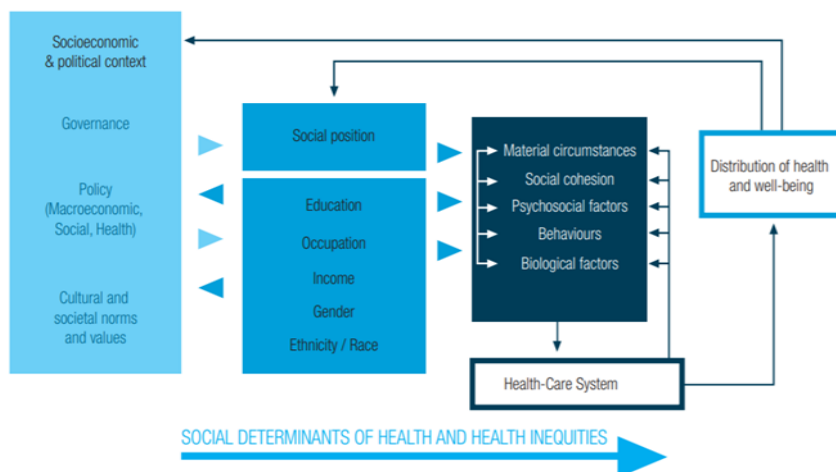 Socioeconomic
& political context
Governance
Policy
(Macroeconomic,
Social, Health)
Cultural and
societal norms
and values
Social position
Education
Occupation
Income
Gender
Ethnicity / Race
Material circumstances
Social cohesion
Psychosocial factors
Behaviours
Biological factors
Distribution of health
and well-being
Health-Care System
SOCIAL DETERMINANTS OF HEALTH AND HEALTH INEQUITIES